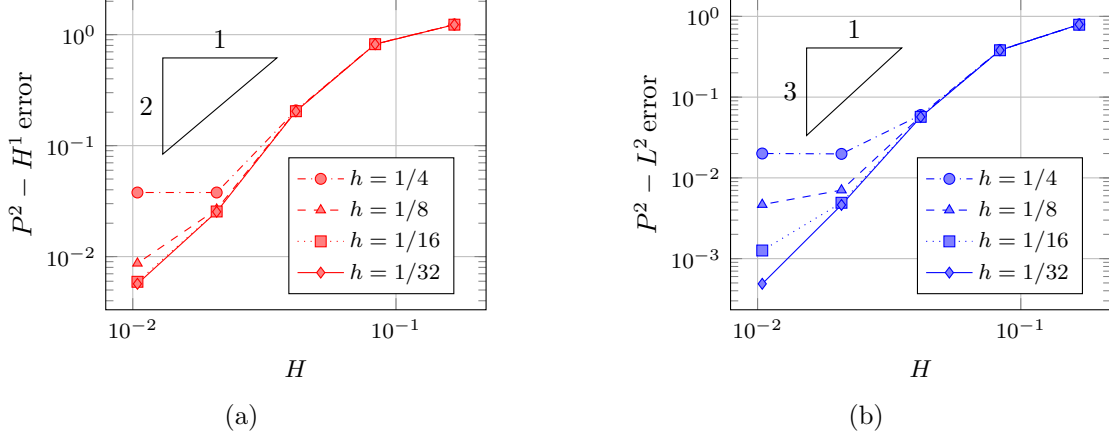 10^0
10^{-1}
10^{-2}
10^{-2}
10^{-1}
H
P^2 − H^1 error
1
2
h = 1/4
h = 1/8
h = 1/16
h = 1/32
(a)
10^0
10^{-1}
10^{-2}
10^{-3}
10^{-2}
10^{-1}
H
P^2 − L^2 error
1
3
h = 1/4
h = 1/8
h = 1/16
h = 1/32
(b)